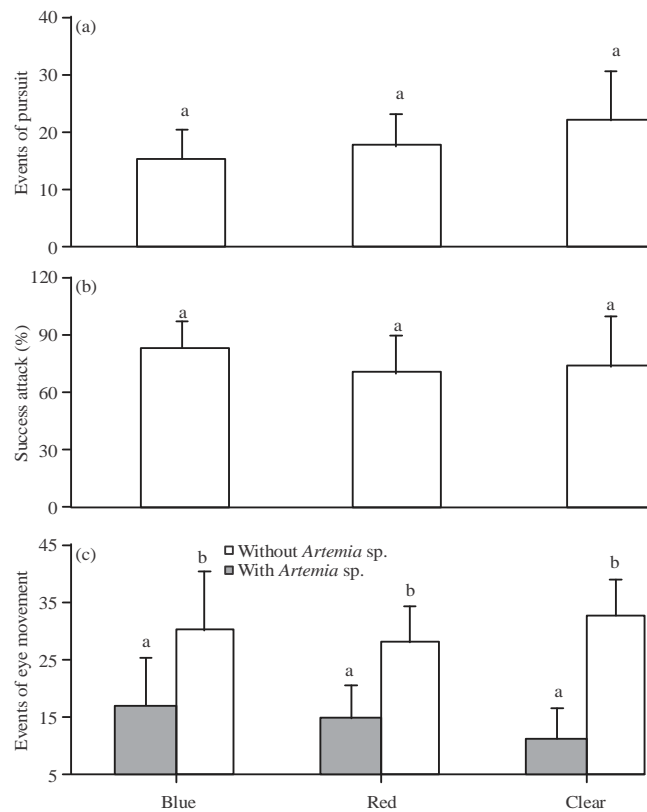 (a)
Events of pursuit
40
30
20
10
0
a
a
a
(b)
Success attack (%)
120
90
60
30
0
a
a
a
(c)
Without Artemia sp.
With Artemia sp.
Events of eye movement
45
35
25
15
5
a
b
a
b
a
b
Blue
Red
Clear